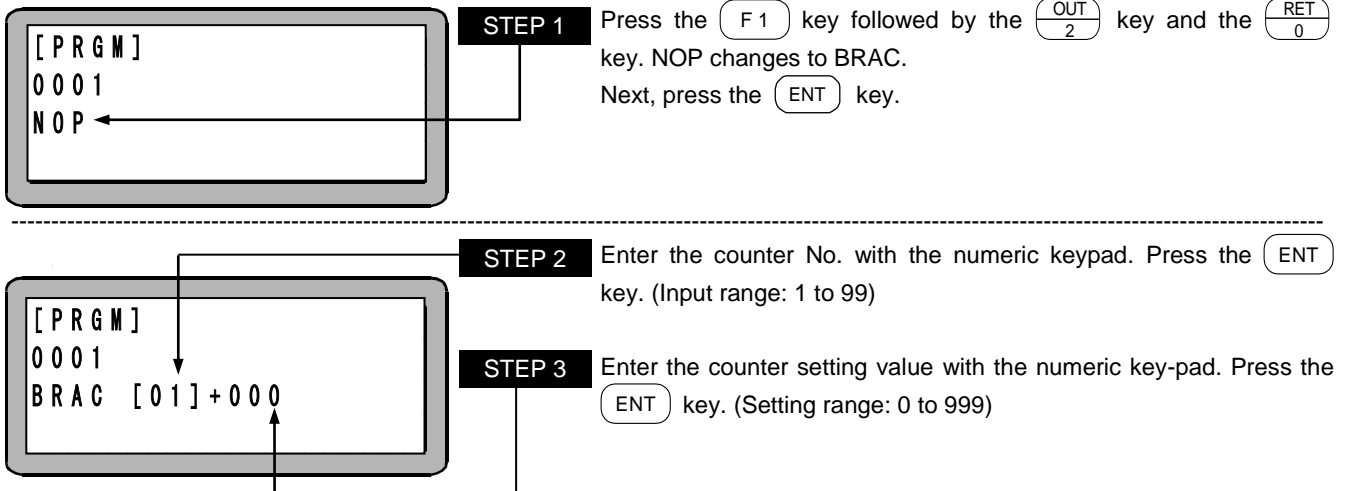 [PRGM]
0001
NOP
STEP 1
Press the F1 key followed by the OUT 2 key and the RET 0
key. NOP changes to BRAC.
Next, press the ENT key.
[PRGM]
0001
BRAC [01]+000
STEP 2
Enter the counter No. with the numeric keypad. Press the ENT
key. (Input range: 1 to 99)
STEP 3
Enter the counter setting value with the numeric key-pad. Press the
ENT key. (Setting range: 0 to 999)